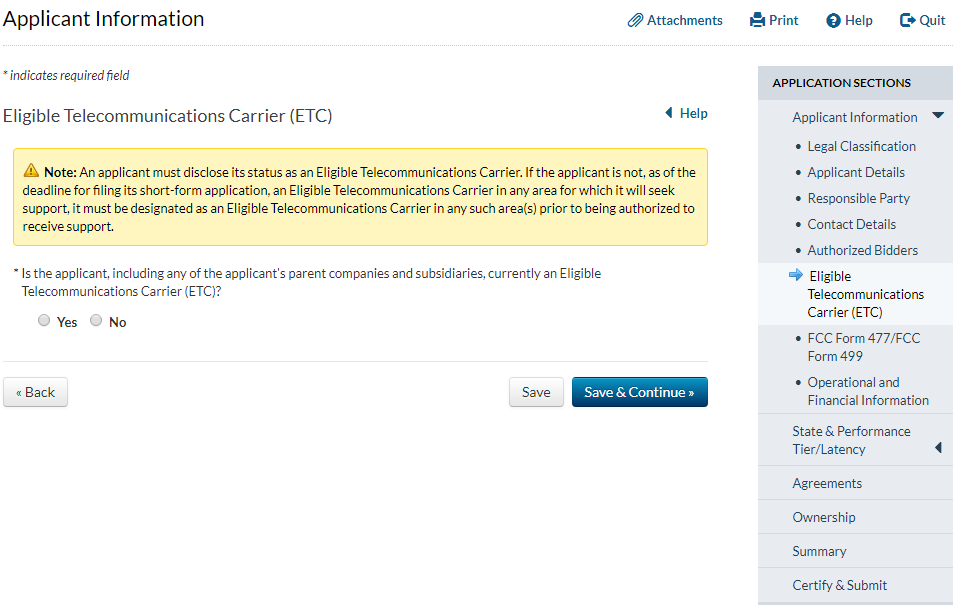 Applicant Information
Attachments
Print
Help
Quit
* indicates required field
Eligible Telecommunications Carrier (ETC)
Help
Note: An applicant must disclose its status as an Eligible Telecommunications Carrier. If the applicant is not, as of the
deadline for filing its short-form application, an Eligible Telecommunications Carrier in any area for which it will seek
support, it must be designated as an Eligible Telecommunications Carrier in any such area(s) prior to being authorized to
receive support.
* Is the applicant, including any of the applicant's parent companies and subsidiaries, currently an Eligible
Telecommunications Carrier (ETC)?
Yes No
« Back
Save
Save & Continue »
APPLICATION SECTIONS
Applicant Information
• Legal Classification
• Applicant Details
• Responsible Party
• Contact Details
• Authorized Bidders
Eligible
Telecommunications
Carrier (ETC)
• FCC Form 477/FCC
Form 499
• Operational and
Financial Information
State & Performance
Tier/Latency
Agreements
Ownership
Summary
Certify & Submit